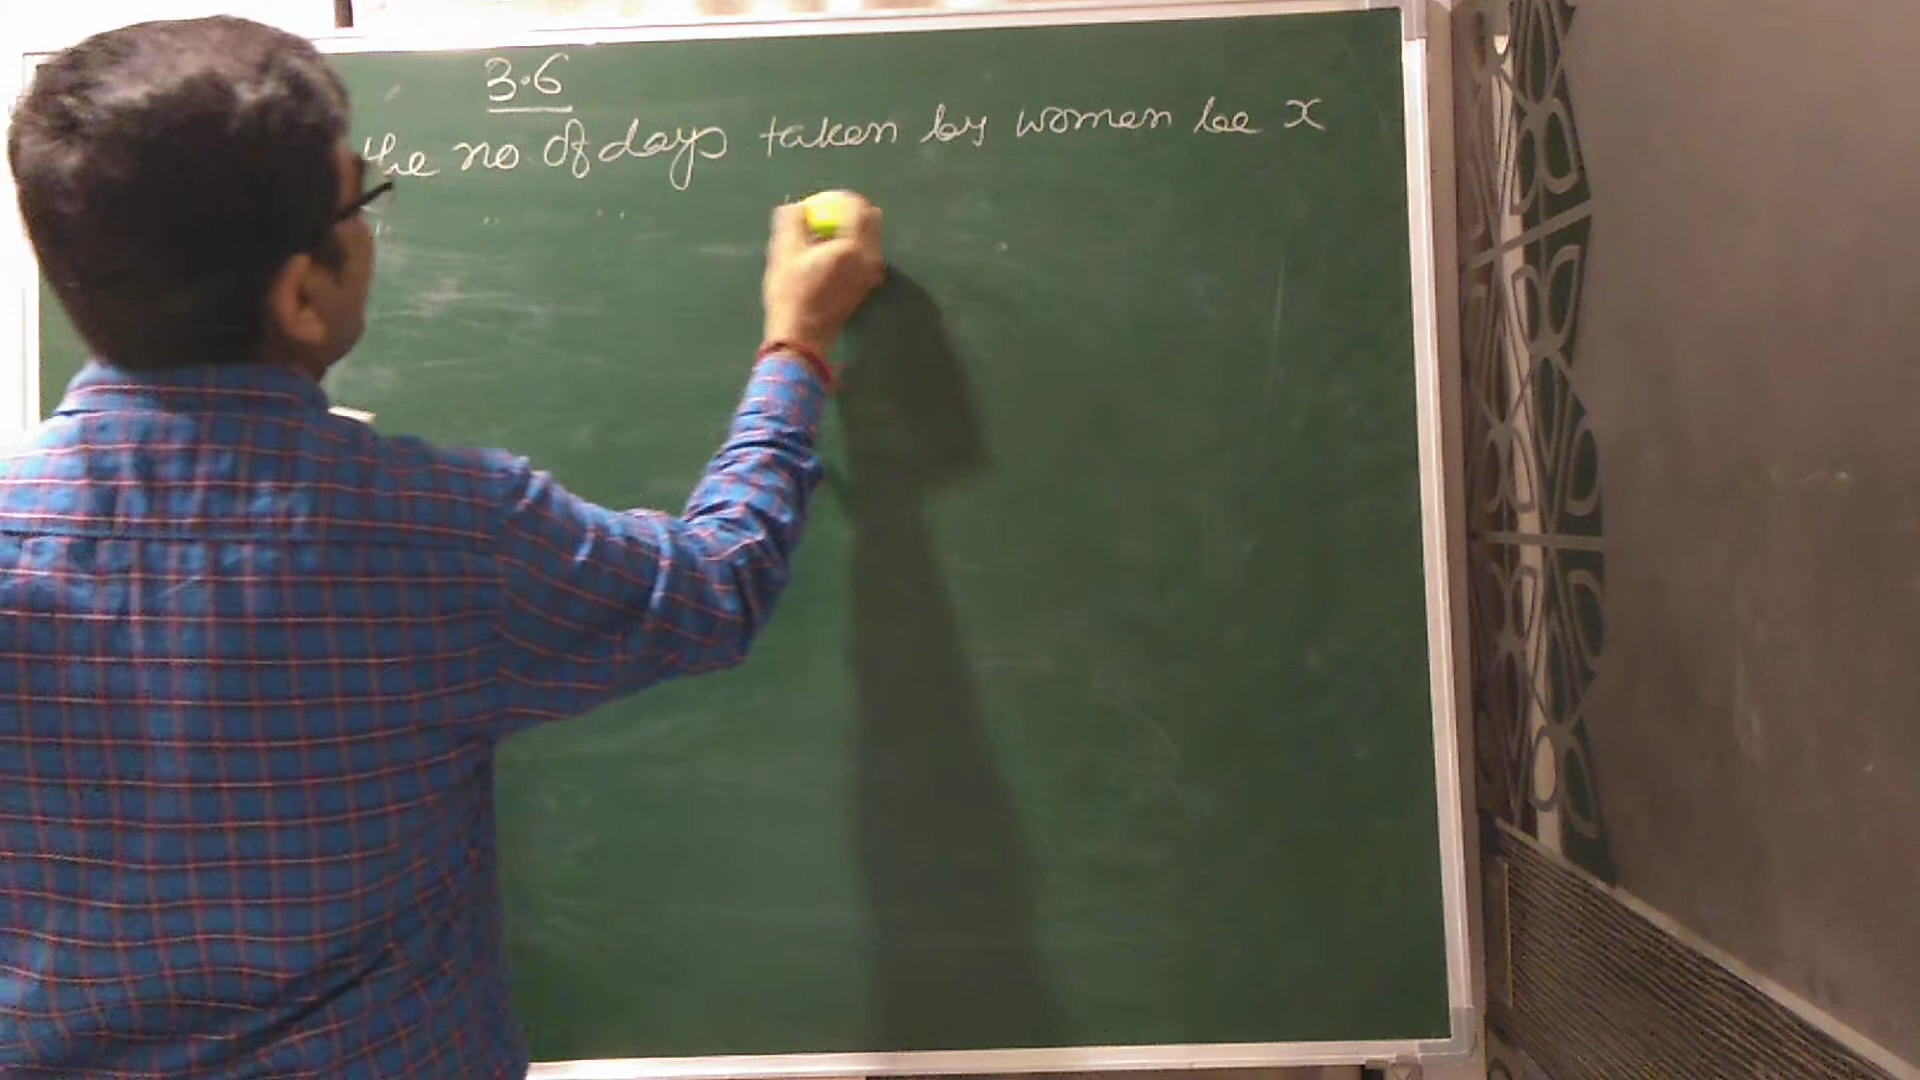 3.6
the no of days taken by women be x